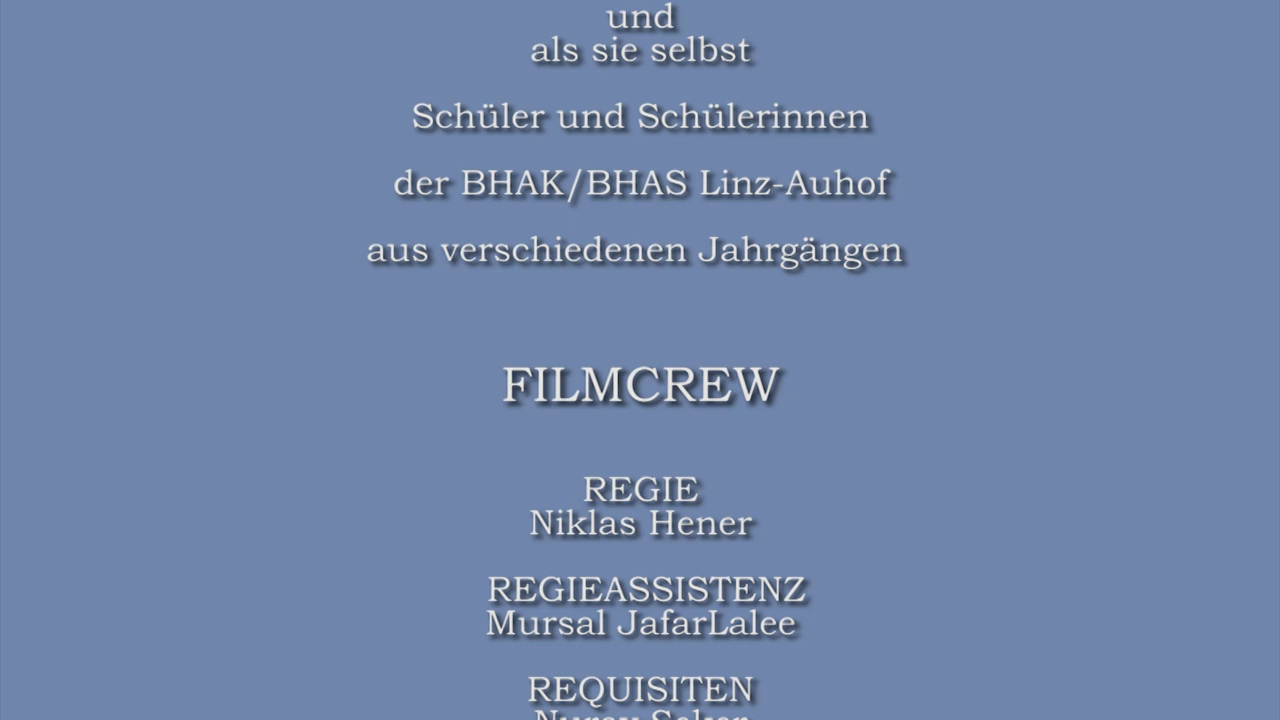 und
als sie selbst
Schüler und Schülerinnen
der BHAK/BHAS Linz-Auhof
aus verschiedenen Jahrgängen
FILMCREW
REGIE
Niklas Hener
REGIEASSISTENZ
Mursal JafarLalee
REQUISITEN